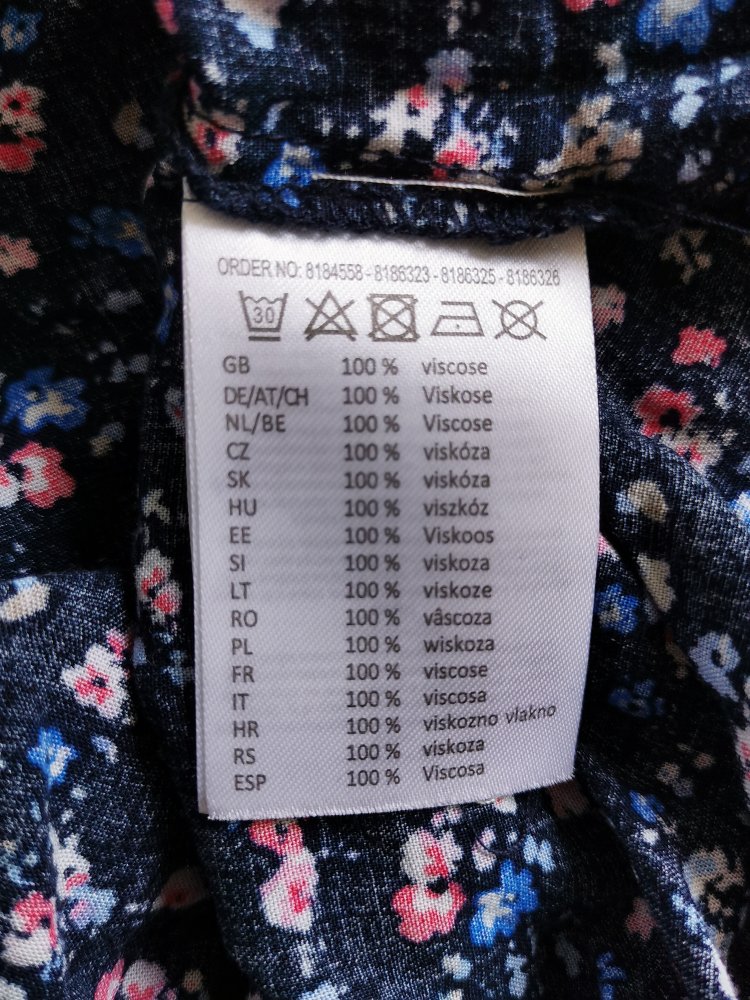 ORDER NO: 8184558 - 8186323 - 8186325 - 8186326
30
GB 100 % viscose
DE/AT/CH 100 % Viskose
NL/BE 100 % Viscose
CZ 100 % viskóza
SK 100 % viskóza
HU 100 % viszkóz
EE 100 % Viskoos
SI 100 % viskoza
LT 100 % viskoze
RO 100 % vâscoza
PL 100 % wiskoza
FR 100 % viscose
IT 100 % viscosa
HR 100 % viskozno vlakno
RS 100 % viskoza
ESP 100 % Viscosa